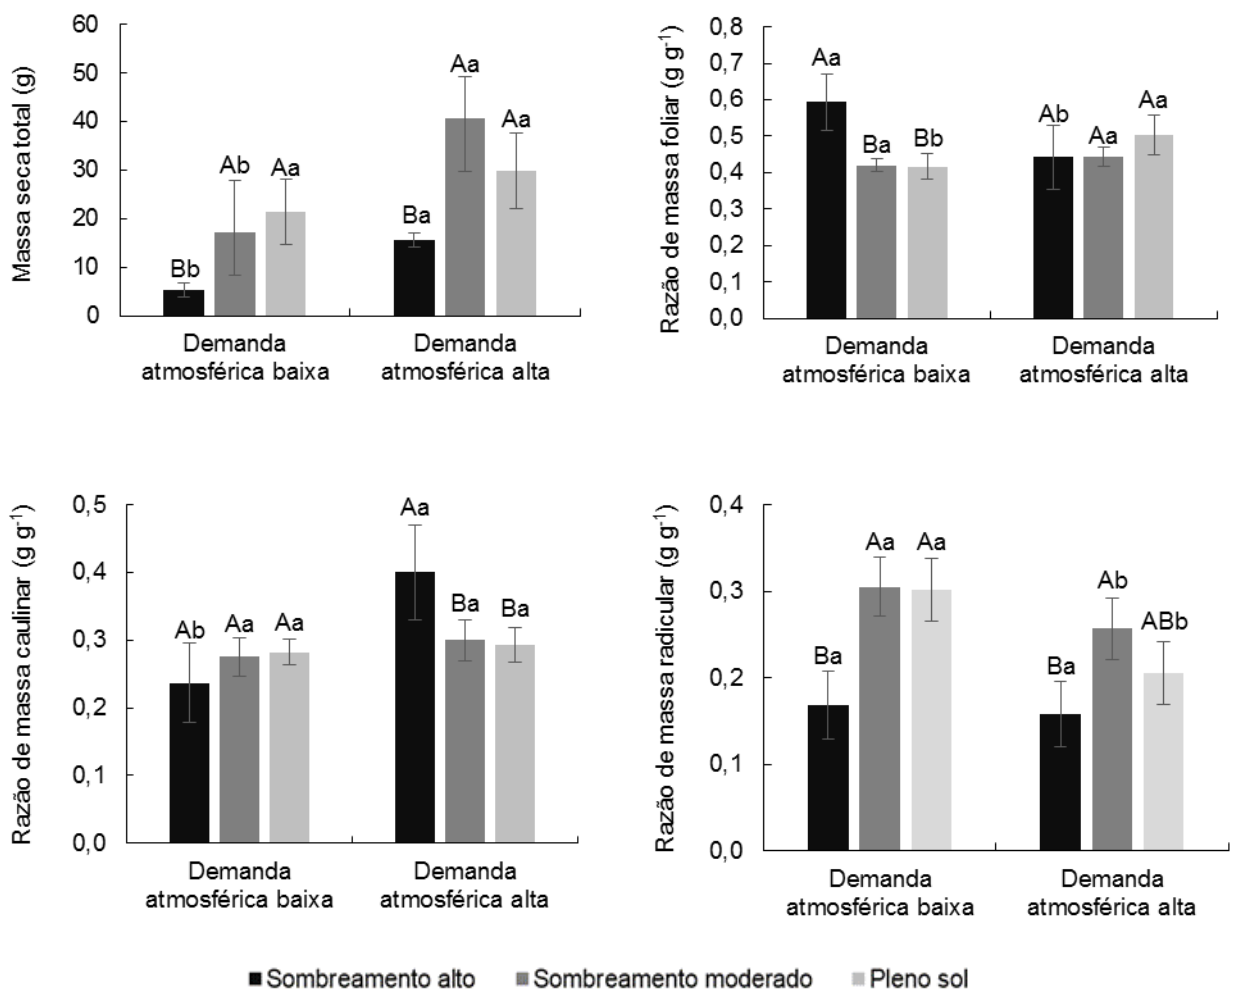 Massa seca total (g)
60
50
40
30
20
10
0
Bb
Ab
Aa
Ba
Aa
Aa
Demanda
atmosférica baixa
Demanda
atmosférica alta
Razão de massa foliar (g g-1)
0,8
0,7
0,6
0,5
0,4
0,3
0,2
0,1
0,0
Aa
Ba
Bb
Ab
Aa
Aa
Demanda
atmosférica baixa
Demanda
atmosférica alta
Razão de massa caulinar (g g-1)
0,5
0,4
0,3
0,2
0,1
0,0
Ab
Aa
Aa
Aa
Ba
Ba
Demanda
atmosférica baixa
Demanda
atmosférica alta
Razão de massa radicular (g g-1)
0,4
0,3
0,2
0,1
0,0
Ba
Aa
Aa
Ba
Ab
ABb
Demanda
atmosférica baixa
Demanda
atmosférica alta
Sombreamento alto
Sombreamento moderado
Pleno sol